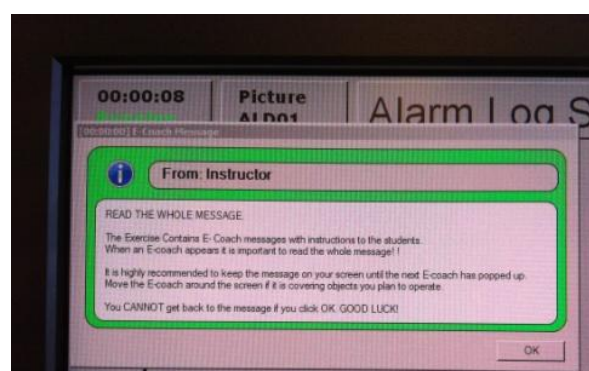 00:00:08
Picture
ALD01
Alarm Log S
[00:00:00] E-Coach Message
From: Instructor
READ THE WHOLE MESSAGE
The Exercise Contains E- Coach messages with instructions to the students.
When an E-coach appears it is important to read the whole message! !
It is highly recommended to keep the message on your screen until the next E-coach has popped up.
Move the E-coach around the screen if it is covering objects you plan to operate.
You CANNOT get back to the message if you click OK. GOOD LUCK!
OK